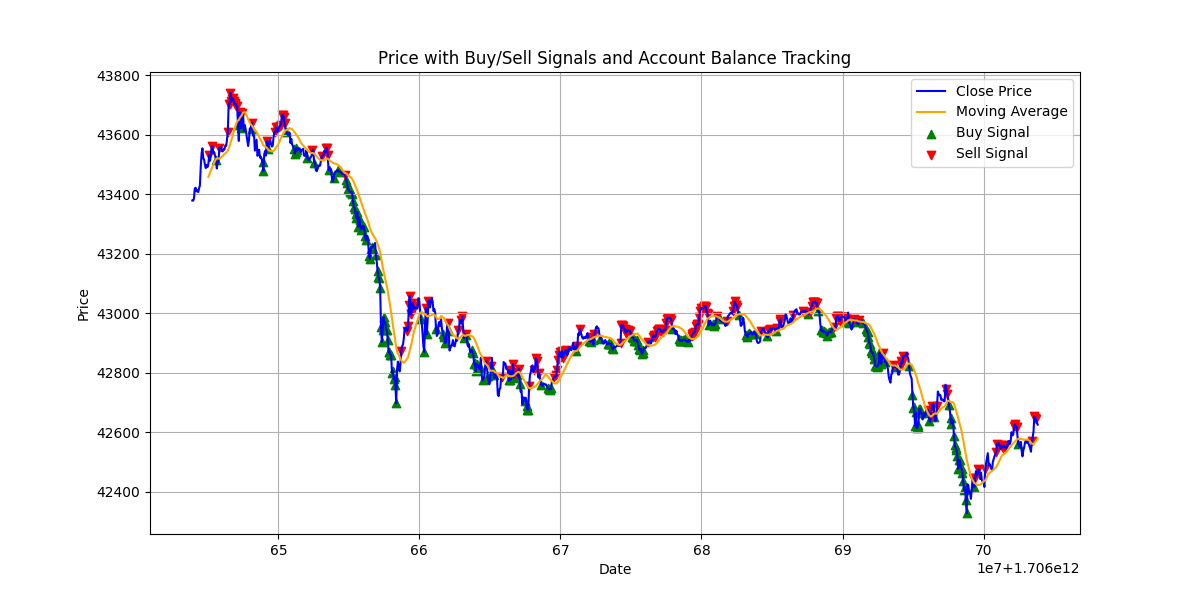 Price with Buy/Sell Signals and Account Balance Tracking
43800
43600
43400
43200
43000
42800
42600
42400
Price
Close Price
Moving Average
Buy Signal
Sell Signal
65 66 67 68 69 70
Date
1e7+1.706e12